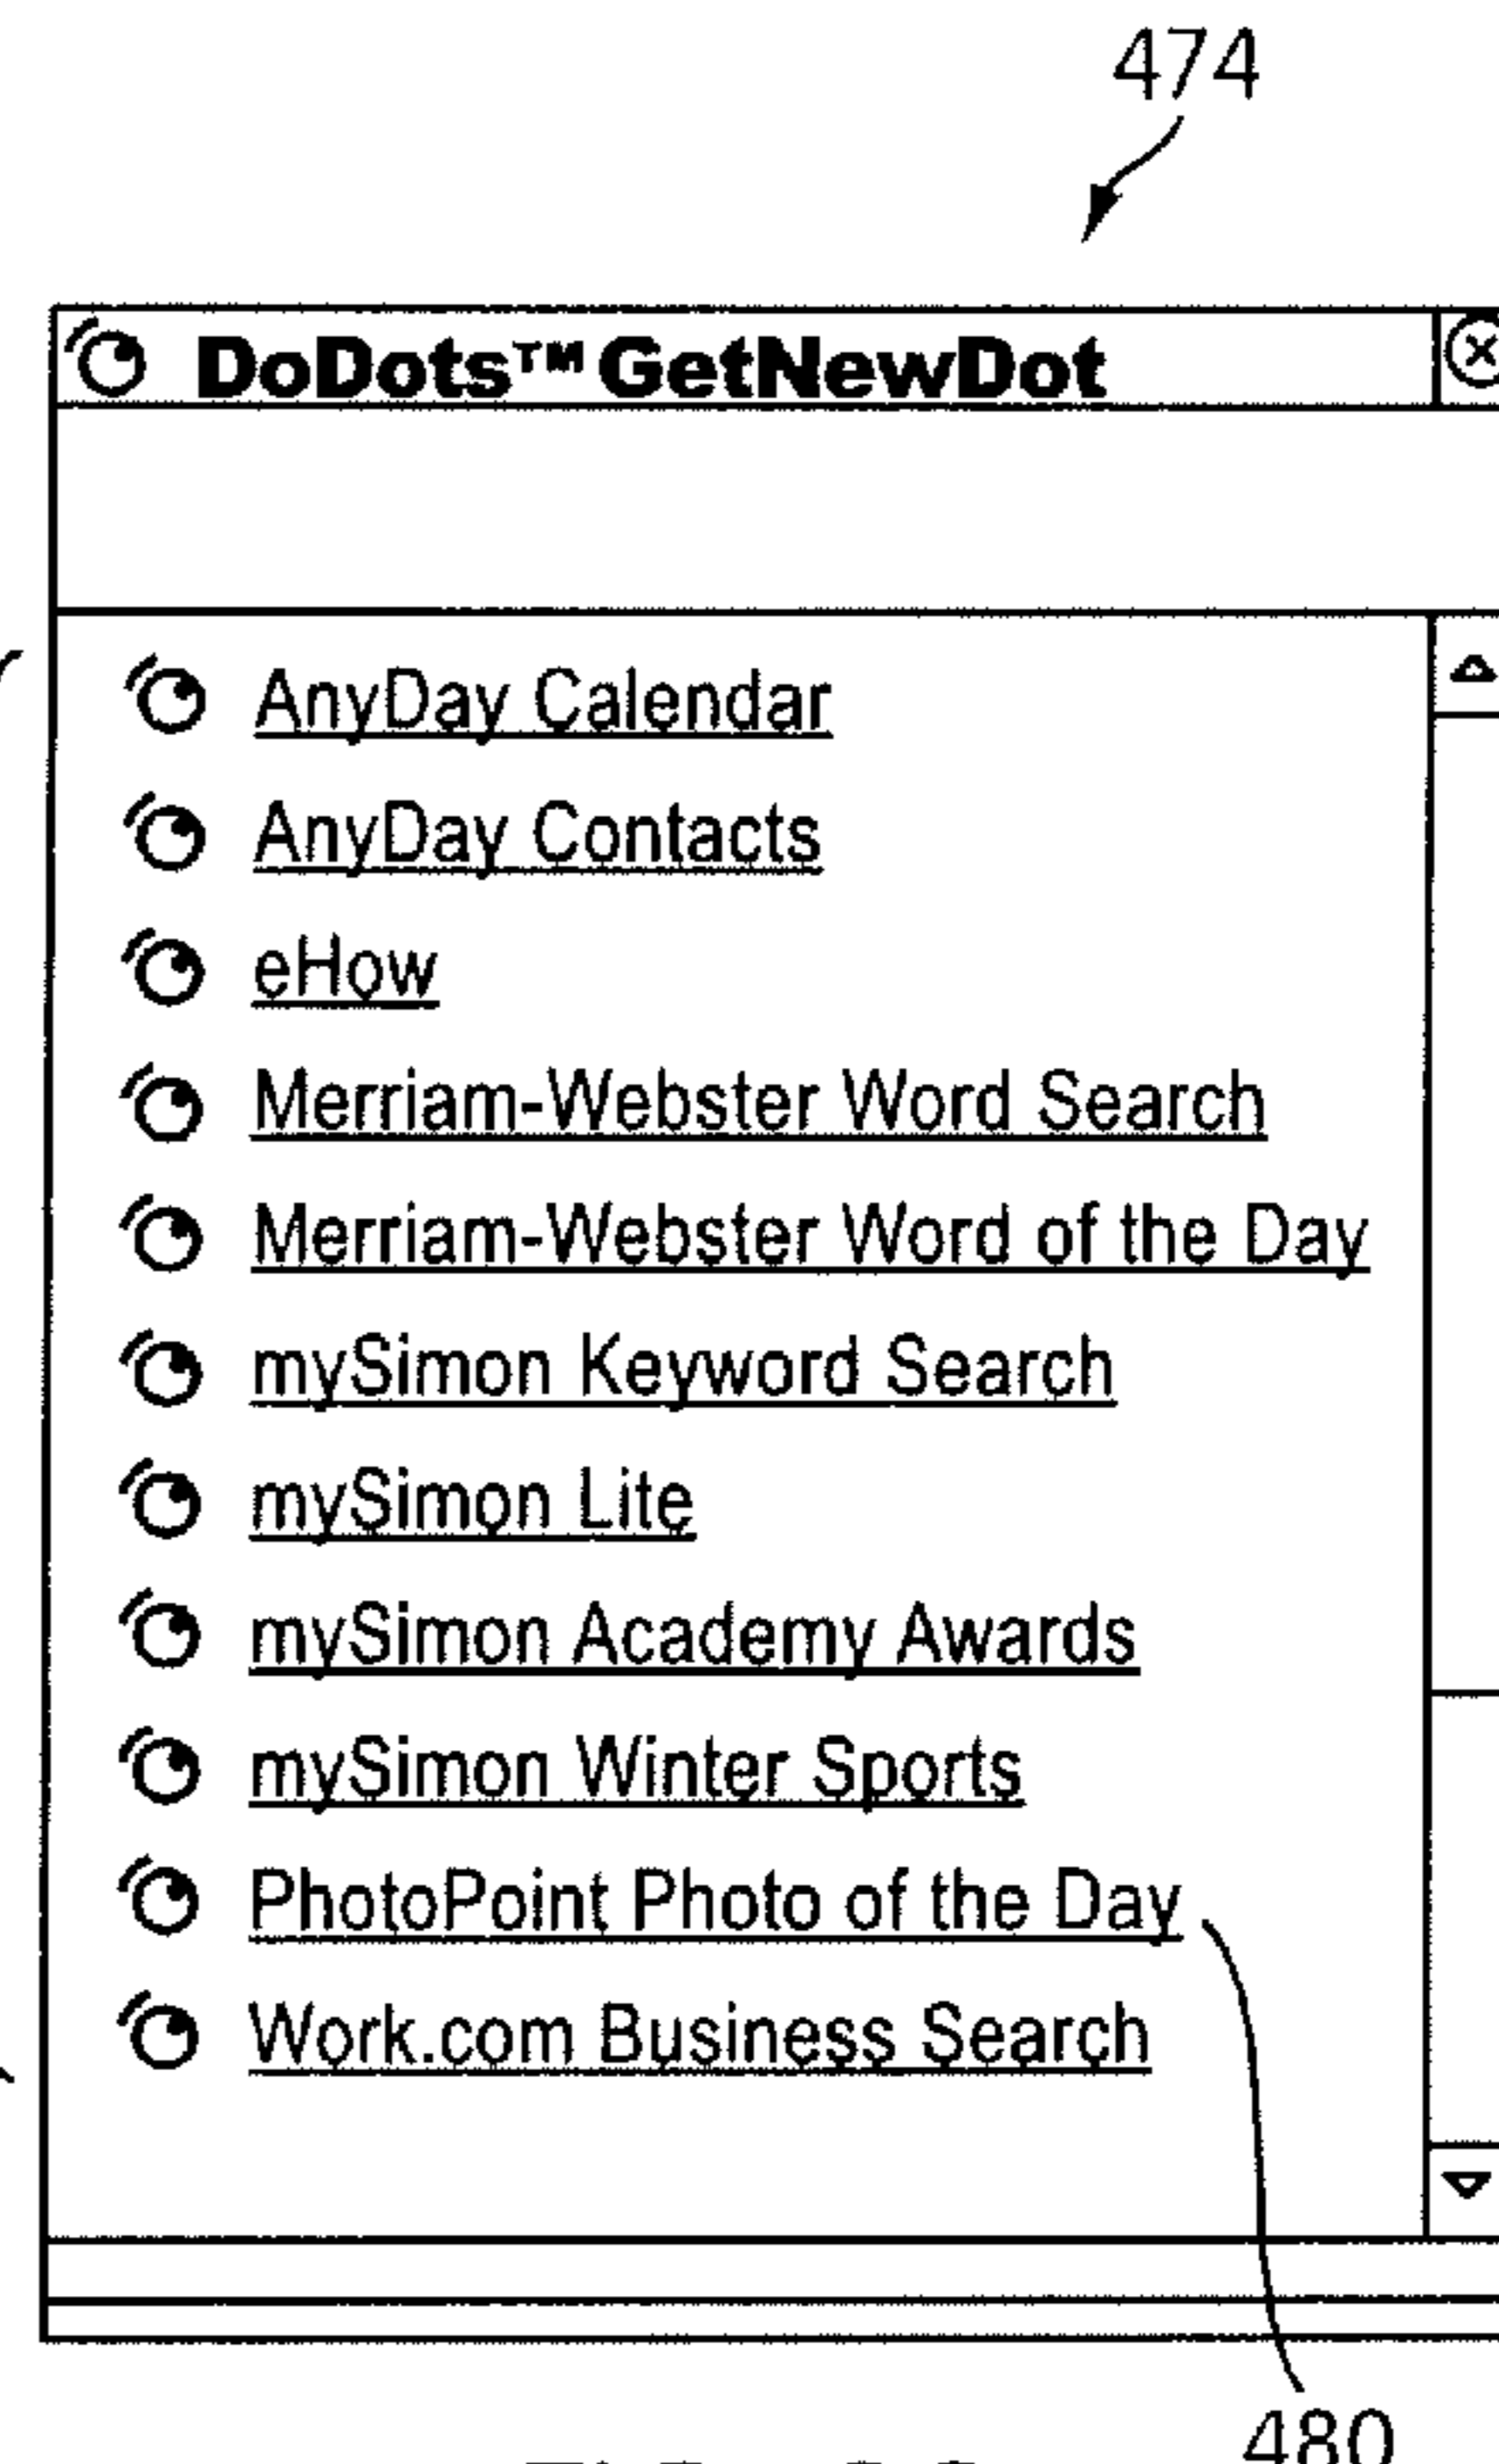 474
DoDots™ GetNewDot
AnyDay Calendar
AnyDay Contacts
eHow
Merriam-Webster Word Search
Merriam-Webster Word of the Day
mySimon Keyword Search
mySimon Lite
mySimon Academy Awards
mySimon Winter Sports
PhotoPoint Photo of the Day
Work.com Business Search
480